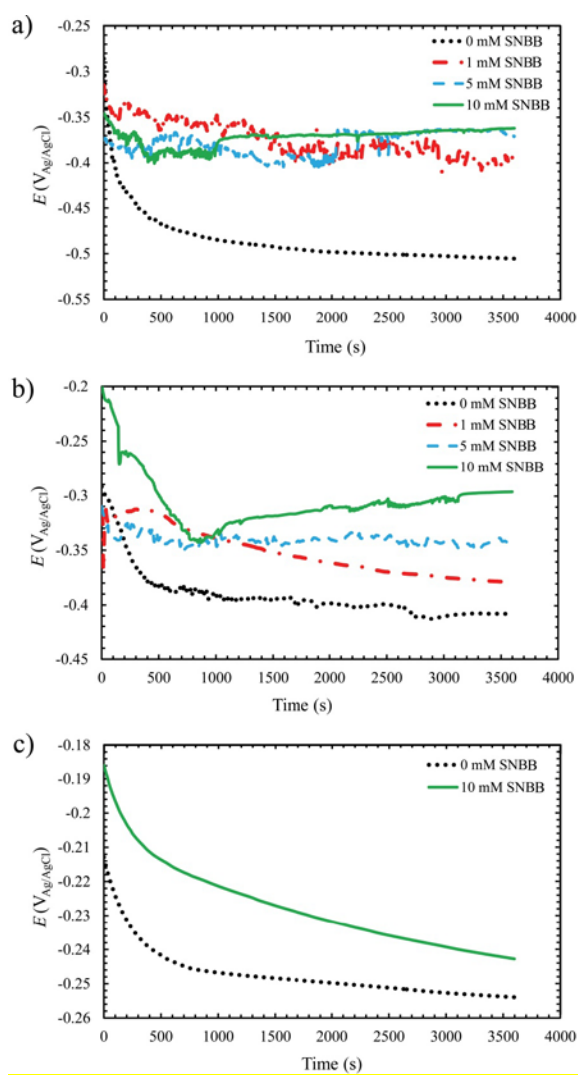 a)
0 mM SNBB
1 mM SNBB
5 mM SNBB
10 mM SNBB
-0.25
-0.3
-0.35
-0.4
-0.45
-0.5
-0.55
E (V Ag/AgCl)
0 500 1000 1500 2000 2500 3000 3500 4000
Time (s)
b)
0 mM SNBB
1 mM SNBB
5 mM SNBB
10 mM SNBB
-0.2
-0.25
-0.3
-0.35
-0.4
-0.45
E (V Ag/AgCl)
0 500 1000 1500 2000 2500 3000 3500 4000
Time (s)
c)
0 mM SNBB
10 mM SNBB
-0.18
-0.19
-0.2
-0.21
-0.22
-0.23
-0.24
-0.25
-0.26
E (V Ag/AgCl)
0 500 1000 1500 2000 2500 3000 3500 4000
Time (s)